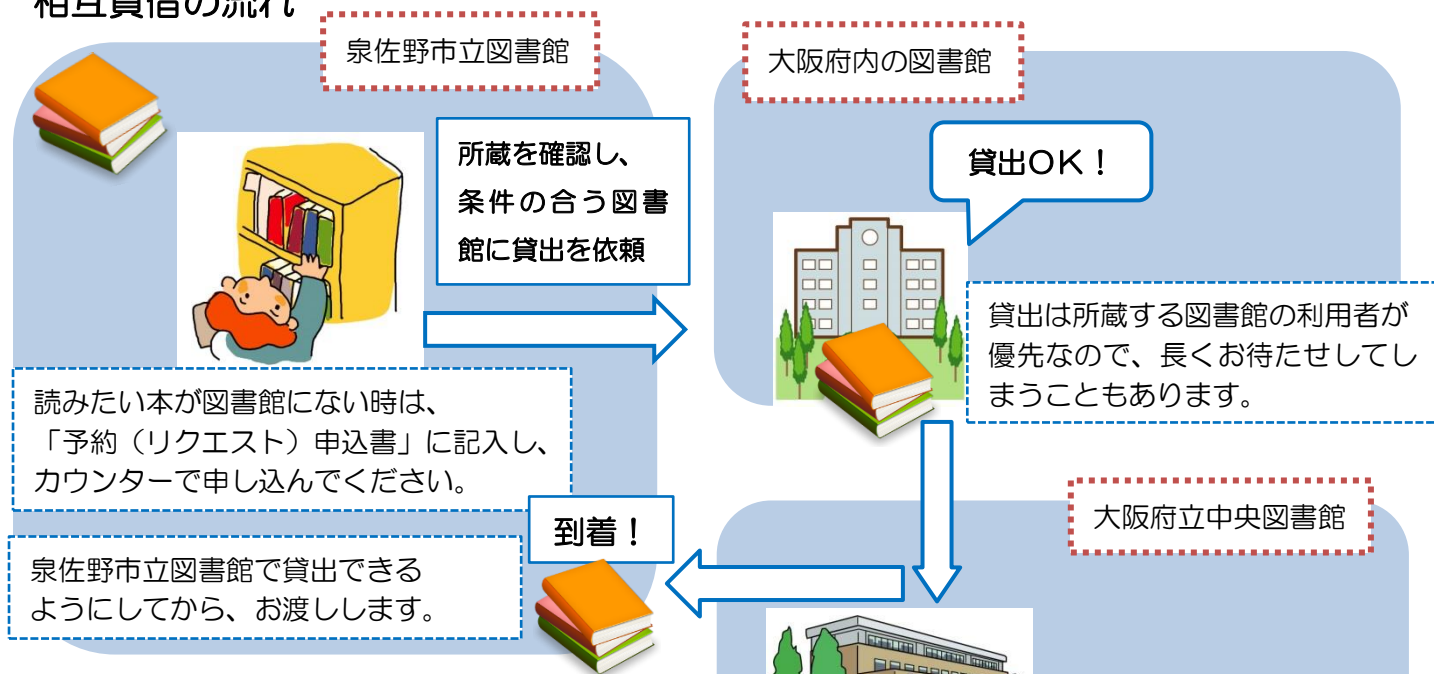 相互貸借の流れ
泉佐野市立図書館
所蔵を確認し、
条件の合う図書
館に貸出を依頼
読みたい本が図書館にない時は、
「予約（リクエスト）申込書」に記入し、
カウンターで申し込んでください。
大阪府内の図書館
貸出OK！
貸出は所蔵する図書館の利用者が
優先なので、長くお待たせしてし
まうこともあります。
大阪府立中央図書館
到着！
泉佐野市立図書館で貸出できる
ようにしてから、お渡しします。